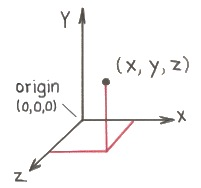 Y
(x, y, z)
origin
(0,0,0)
X
Z